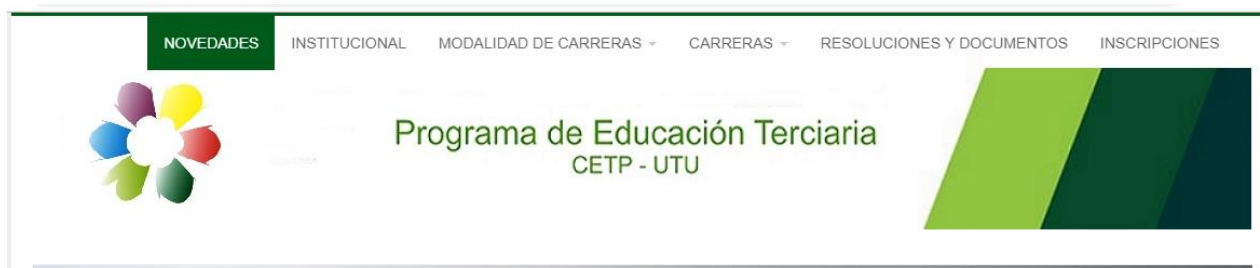 NOVEDADES INSTITUCIONAL MODALIDAD DE CARRERAS CARRERAS RESOLUCIONES Y DOCUMENTOS INSCRIPCIONES
Programa de Educación Terciaria
CETP - UTU